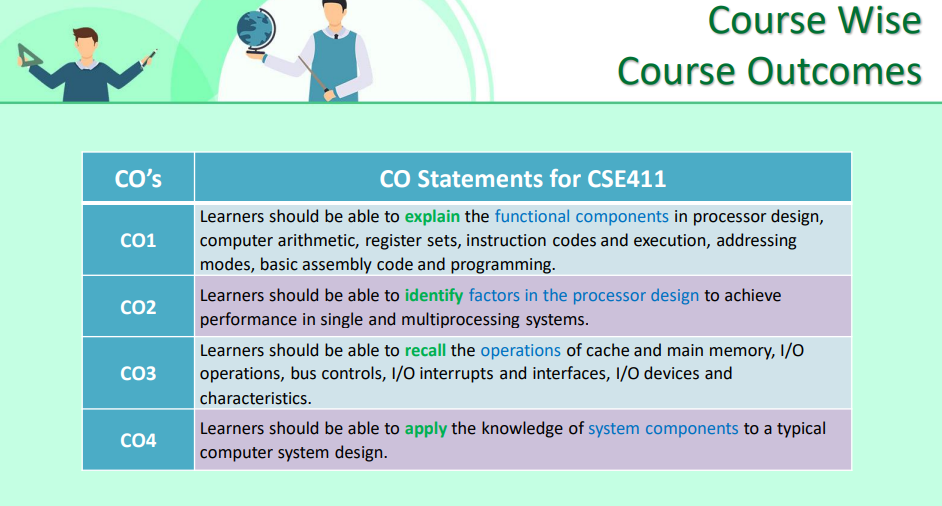 Course Wise
Course Outcomes
CO's
CO Statements for CSE411
CO1
Learners should be able to explain the functional components in processor design,
computer arithmetic, register sets, instruction codes and execution, addressing
modes, basic assembly code and programming.
CO2
Learners should be able to identify factors in the processor design to achieve
performance in single and multiprocessing systems.
CO3
Learners should be able to recall the operations of cache and main memory, I/O
operations, bus controls, I/O interrupts and interfaces, I/O devices and
characteristics.
CO4
Learners should be able to apply the knowledge of system components to a typical
computer system design.